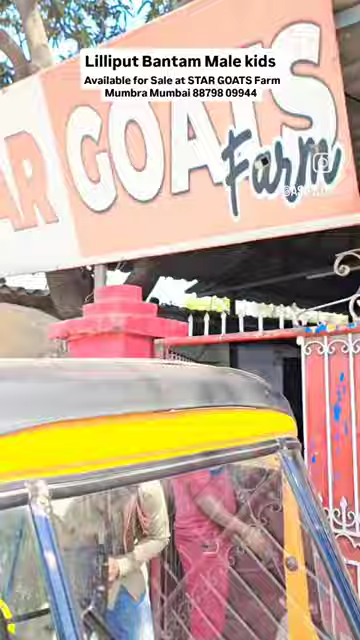 Lilliput Bantam Male kids
Available for Sale at STAR GOATS Farm
Mumbra Mumbai 88798 09944
AR GOATS
Farm